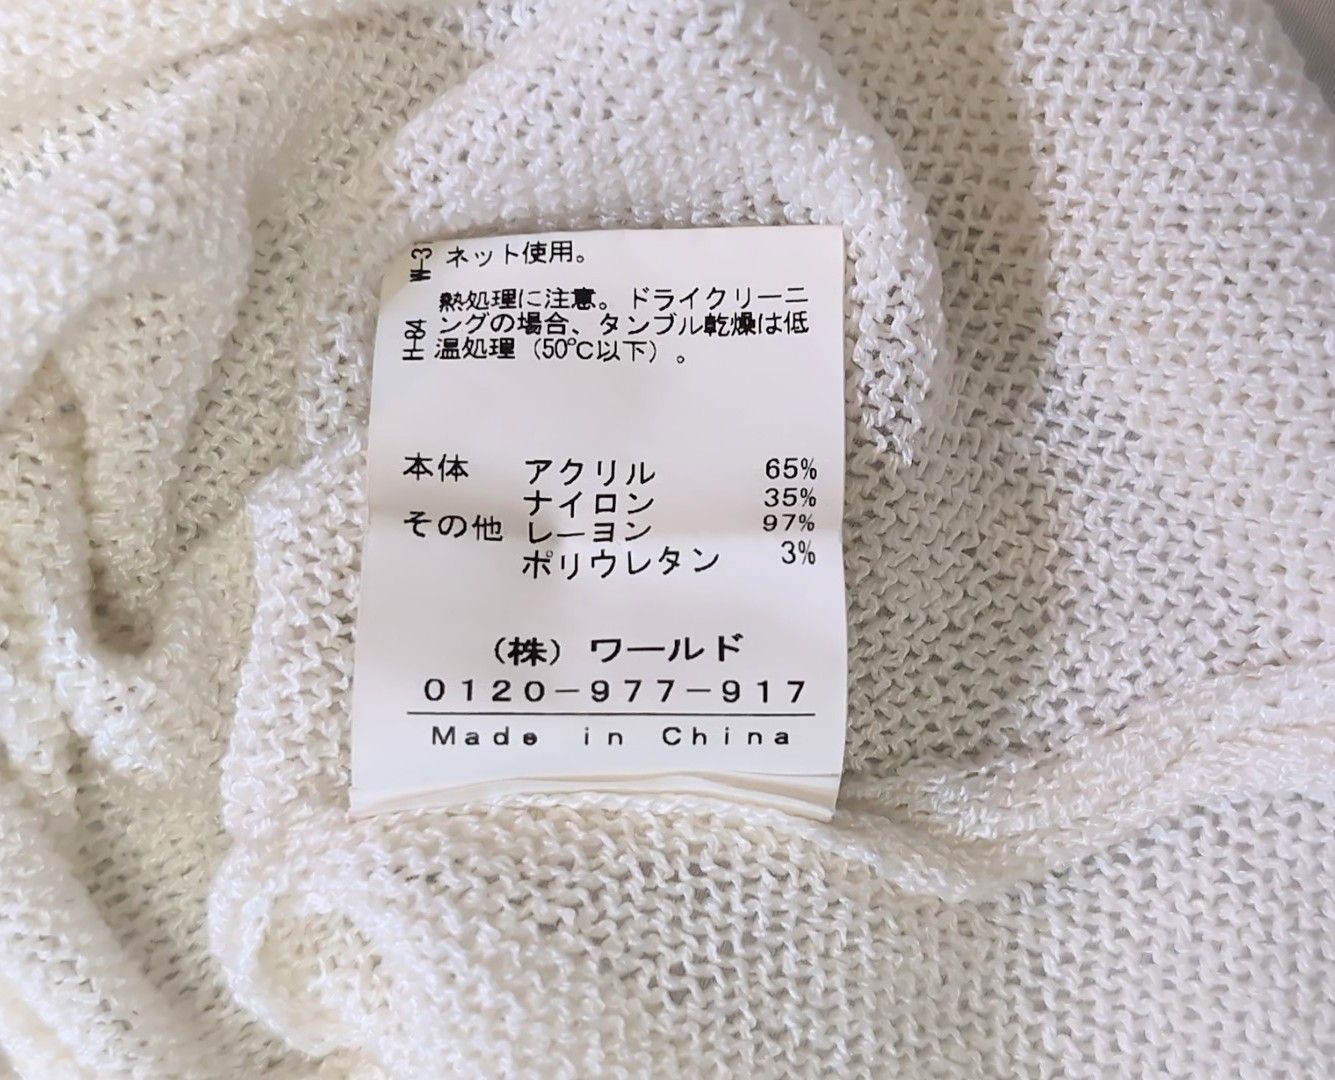 W-3 ネット使用。
熱処理に注意。ドライクリーニ
H-84 ングの場合、タンブル乾燥は低
温処理（50℃以下）。
本体 アクリル 65%
ナイロン 35%
その他 レーヨン 97%
ポリウレタン 3%
（株）ワールド
0120-977-917
Made in China